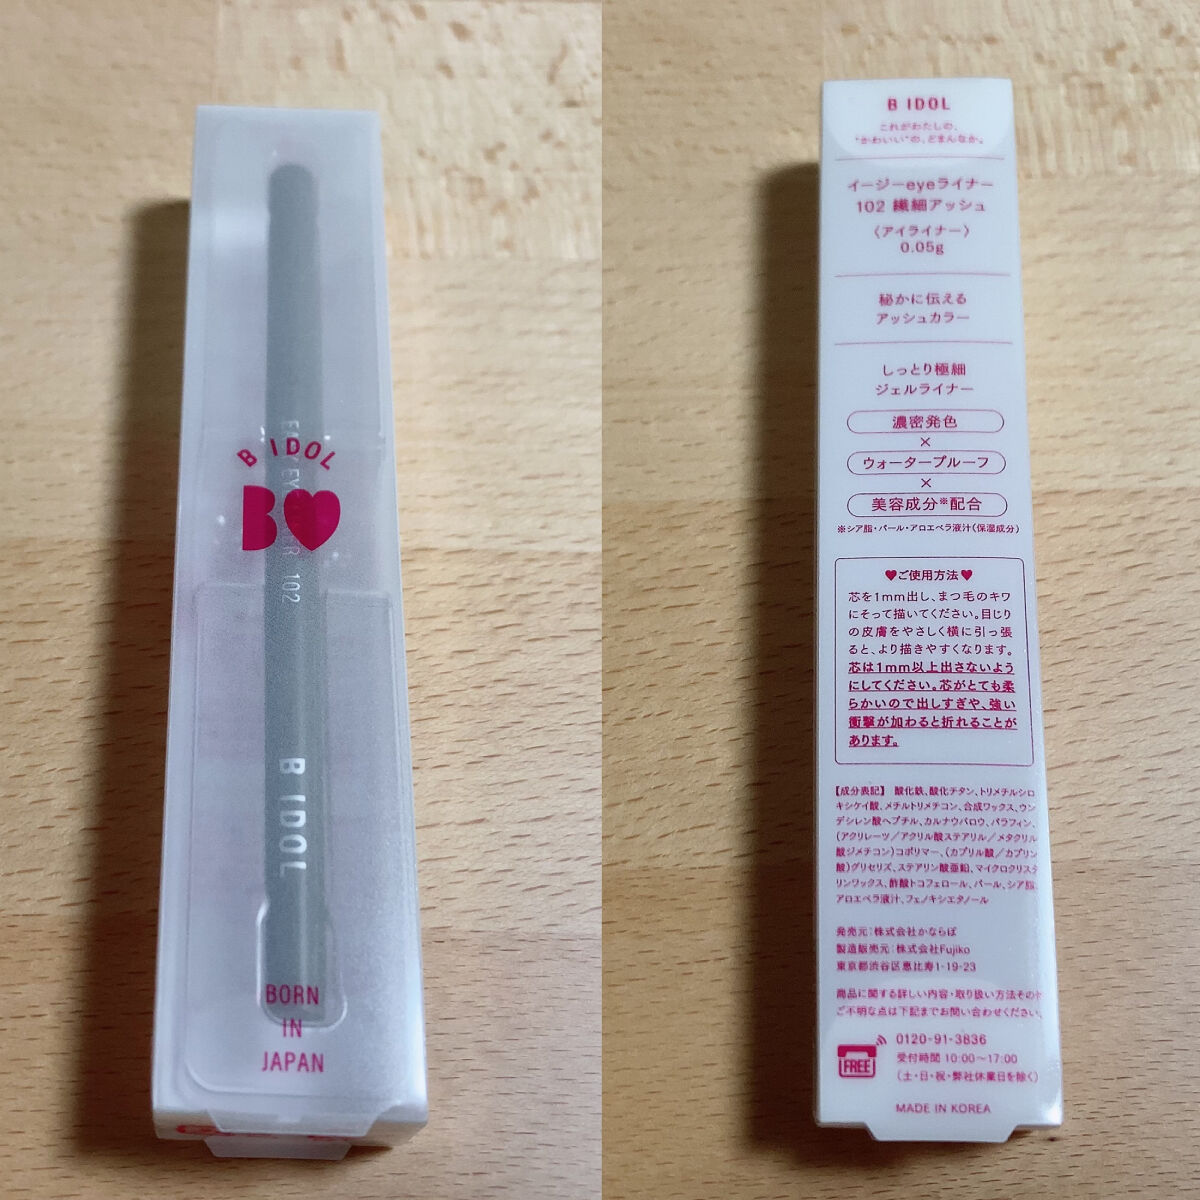 B IDOL
B
EASY EYELINER 102
B IDOL
BORN
IN
JAPAN
B IDOL
これがわたしの、
"かわいい"の、どまんなか。
イージーeyeライナー
102 繊細アッシュ
〈アイライナー〉
0.05g
秘かに伝える
アッシュカラー
しっとり極細
ジェルライナー
濃密発色
×
ウォータープルーフ
×
美容成分※配合
※シア脂・パール・アロエベラ液汁(保湿成分)
♥ご使用方法♥
芯を1mm出し、まつ毛のキワ
にそって描いてください。目じり
の皮膚をやさしく横に引っ張
ると、より描きやすくなります。
芯は1mm以上出さないよう
にしてください。芯がとても柔
らかいので出しすぎや、強い
衝撃が加わると折れることが
あります。
【成分表記】 酸化鉄、酸化チタン、トリメチルシロ
キシケイ酸、メチルトリメチコン、合成ワックス、ウン
デシレン酸ヘプチル、カルナウバロウ、パラフィン、
(アクリレーツ/アクリル酸ステアリル/メタクリル
酸ジメチコン)コポリマー、(カプリル酸/カプリン
酸)グリセリズ、ステアリン酸亜鉛、マイクロクリスタ
リンワックス、酢酸トコフェロール、パール、シア脂、
アロエベラ液汁、フェノキシエタノール
発売元:株式会社かならぼ
製造販売元:株式会社Fujiko
東京都渋谷区恵比寿1-19-23
商品に関する詳しい内容・取り扱い方法その
ご不明な点は下記までお問い合わせください。
FREE
0120-91-3836
受付時間 10:00〜17:00
(土・日・祝・弊社休業日を除く)
MADE IN KOREA